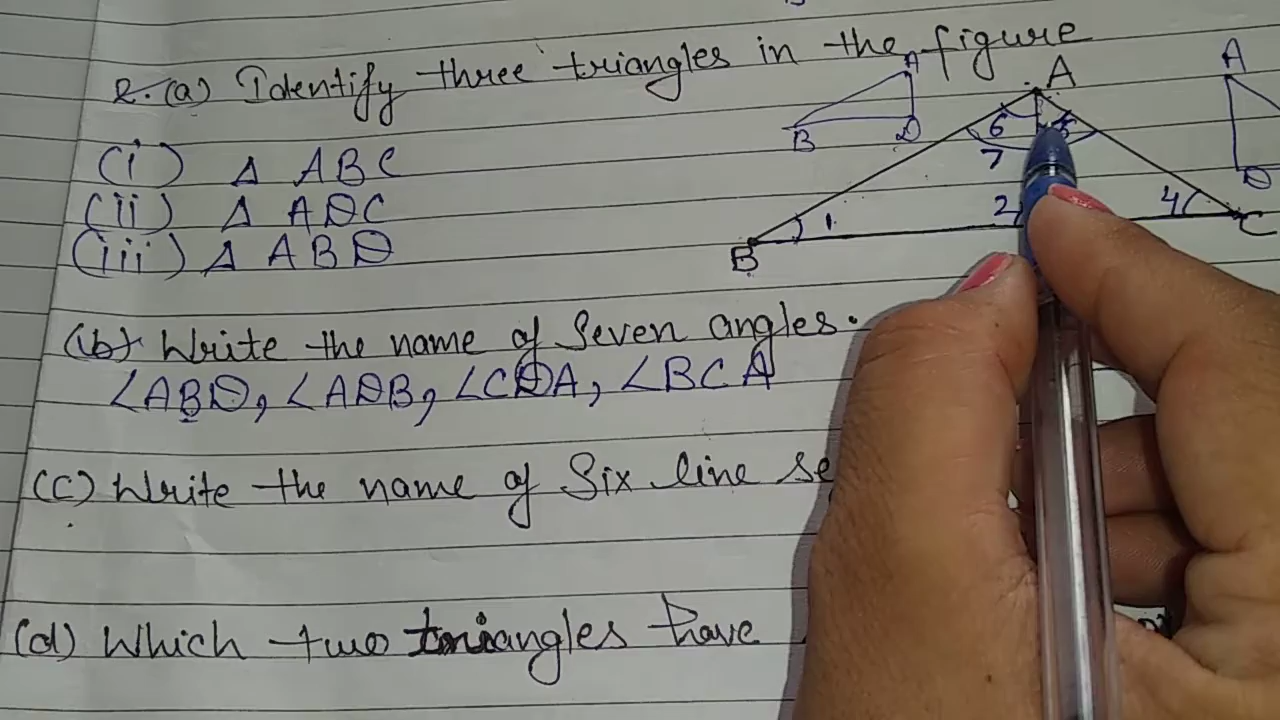 2.(a) Identify three triangles in the figure
(i) Δ ABC
(ii) Δ ADC
(iii) Δ ABD
(b) Write the name of Seven angles.
∠ABD, ∠ADB, ∠CDA, ∠BCA
(c) Write the name of Six line se
(d) Which two triangles have
A
B
D
A
6
5
7
1
2
4
B
C
A
D